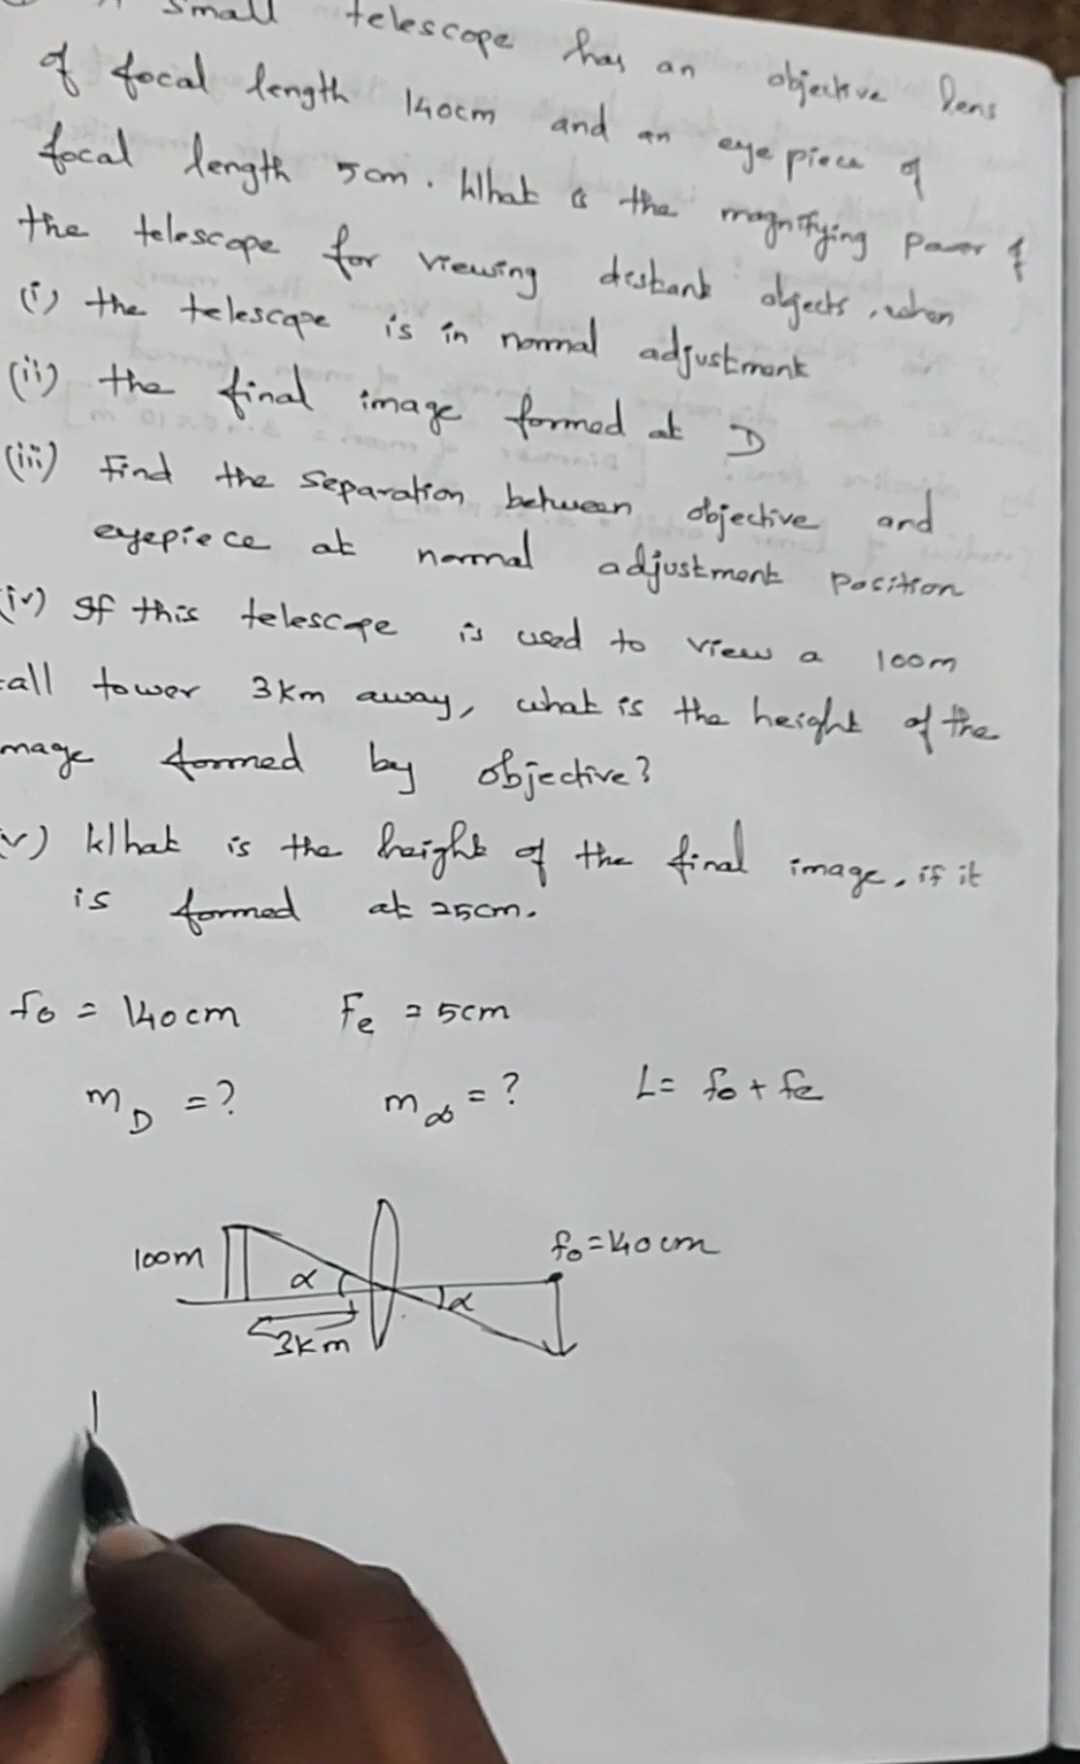 small telescope has an objective lens
of focal length 140cm and an eye piece of
focal length 5cm. What is the magnifying power of
the telescope for viewing distant objects, when
(i) the telescope is in normal adjustment
(ii) the final image formed at D
(iii) Find the separation between objective and
eyepiece at normal adjustment position
(iv) If this telescope is used to view a 100m
tall tower 3km away, what is the height of the
mage formed by objective?
v) What is the height of the final image, if it
is formed at 25cm.
fo = 140cm Fe = 5cm
mD = ? m∞ = ? L = fo + fe
100m α α fo = 140cm
3km